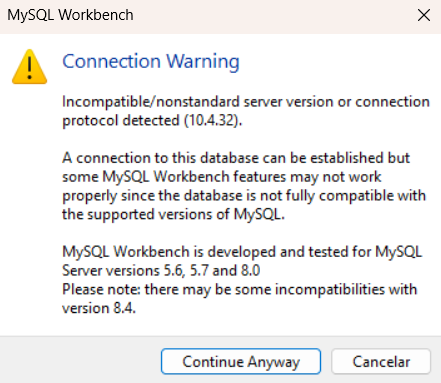 MySQL Workbench
Connection Warning
Incompatible/nonstandard server version or connection
protocol detected (10.4.32).
A connection to this database can be established but
some MySQL Workbench features may not work
properly since the database is not fully compatible with
the supported versions of MySQL.
MySQL Workbench is developed and tested for MySQL
Server versions 5.6, 5.7 and 8.0
Please note: there may be some incompatibilities with
version 8.4.
Continue Anyway
Cancelar